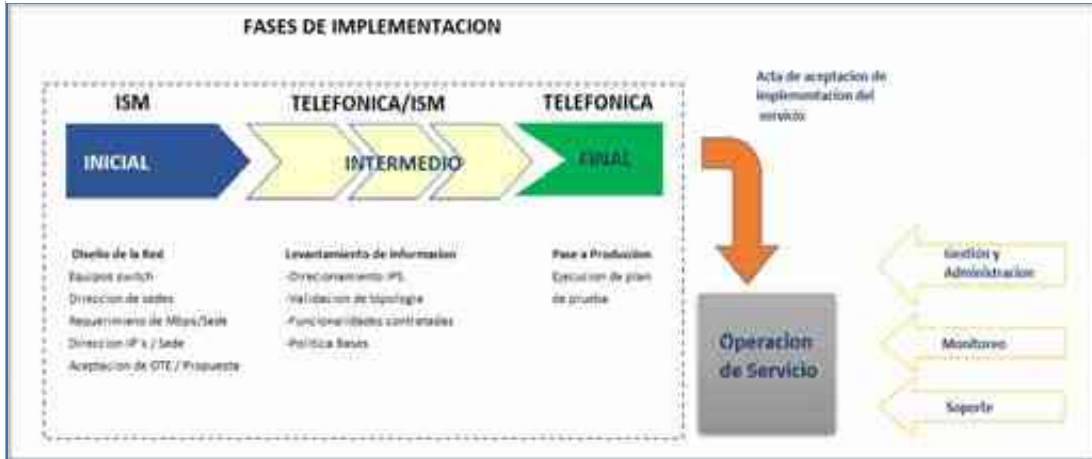 FASES DE IMPLEMENTACION
ISM
TELEFONICA/ISM
TELEFONICA
INICIAL
INTERMEDIO
FINAL
Diseño de la Red
Equipos switch
Direccion de sedes
Requerimieno de Mbps/Sede
Direccion IP's / Sede
Aceptacion de OTE / Propuesta
Levantamiento de Informacion
-Direcionamiento IPS
-Validacion de topologia
-Funcionalidades contratadas
-Politica Bases
Pase a Produccion
Ejecucion de plan
de prueba
Acta de aceptacion de
implementacion del
servicio
Operacion
de Servicio
Gestión y
Administracion
Monitoreo
Soporte